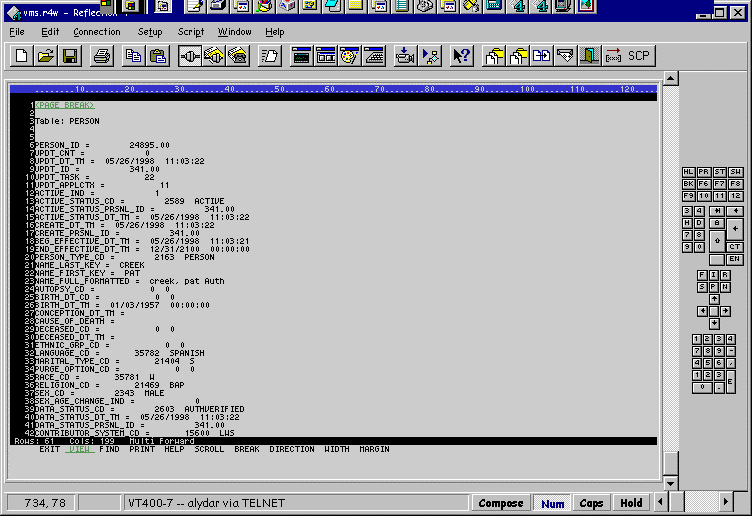 vms.r4w - Reflection
File Edit Connection Setup Script Window Help
SCP
10 20 30 40 50 60 70 80 90 100 110 120
1 <PAGE BREAK>
2
3 Table: PERSON
4
5
6 PERSON_ID = 24895.00
7 UPDT_CNT = 0
8 UPDT_DT_TM = 05/26/1998 11:03:22
9 UPDT_ID = 341.00
10 UPDT_TASK = 22
11 UPDT_APPLCTX = 11
12 ACTIVE_IND = 1
13 ACTIVE_STATUS_CD = 2589 ACTIVE
14 ACTIVE_STATUS_PRSNL_ID = 341.00
15 ACTIVE_STATUS_DT_TM = 05/26/1998 11:03:22
16 CREATE_DT_TM = 05/26/1998 11:03:22
17 CREATE_PRSNL_ID = 341.00
18 BEG_EFFECTIVE_DT_TM = 05/26/1998 11:03:21
19 END_EFFECTIVE_DT_TM = 12/31/2100 00:00:00
20 PERSON_TYPE_CD = 2163 PERSON
21 NAME_LAST_KEY = CREEK
22 NAME_FIRST_KEY = PAT
23 NAME_FULL_FORMATTED = creek, pat Auth
24 AUTOPSY_CD = 0 0
25 BIRTH_DT_CD = 0 0
26 BIRTH_DT_TM = 01/03/1957 00:00:00
27 CONCEPTION_DT_TM =
28 CAUSE_OF_DEATH =
29 DECEASED_CD = 0 0
30 DECEASED_DT_TM =
31 ETHNIC_GRP_CD = 0 0
32 LANGUAGE_CD = 35782 SPANISH
33 MARITAL_TYPE_CD = 21404 S
34 PURGE_OPTION_CD = 0 0
35 RACE_CD = 35781 W
36 RELIGION_CD = 21469 BAP
37 SEX_CD = 2343 MALE
38 SEX_AGE_CHANGE_IND = 0
39 DATA_STATUS_CD = 2603 AUTHVERIFIED
40 DATA_STATUS_DT_TM = 05/26/1998 11:03:22
41 DATA_STATUS_PRSNL_ID = 341.00
42 CONTRIBUTOR_SYSTEM_CD = 15600 LWS
Rows: 61 Cols: 199 Multi Forward
EXIT VIEW FIND PRINT HELP SCROLL BREAK DIRECTION WIDTH MARGIN
HL PR ST SW
BK F6 F7 F8
F9 10 11 12
3 4
H D
7 8
9 0
CT
EN
F I R
S P N
1 2 3 4
7 8 9 -
4 5 6 ,
1 2 3
E
0 .
734, 78 VT400-7 -- alydar via TELNET Compose Num Caps Hold